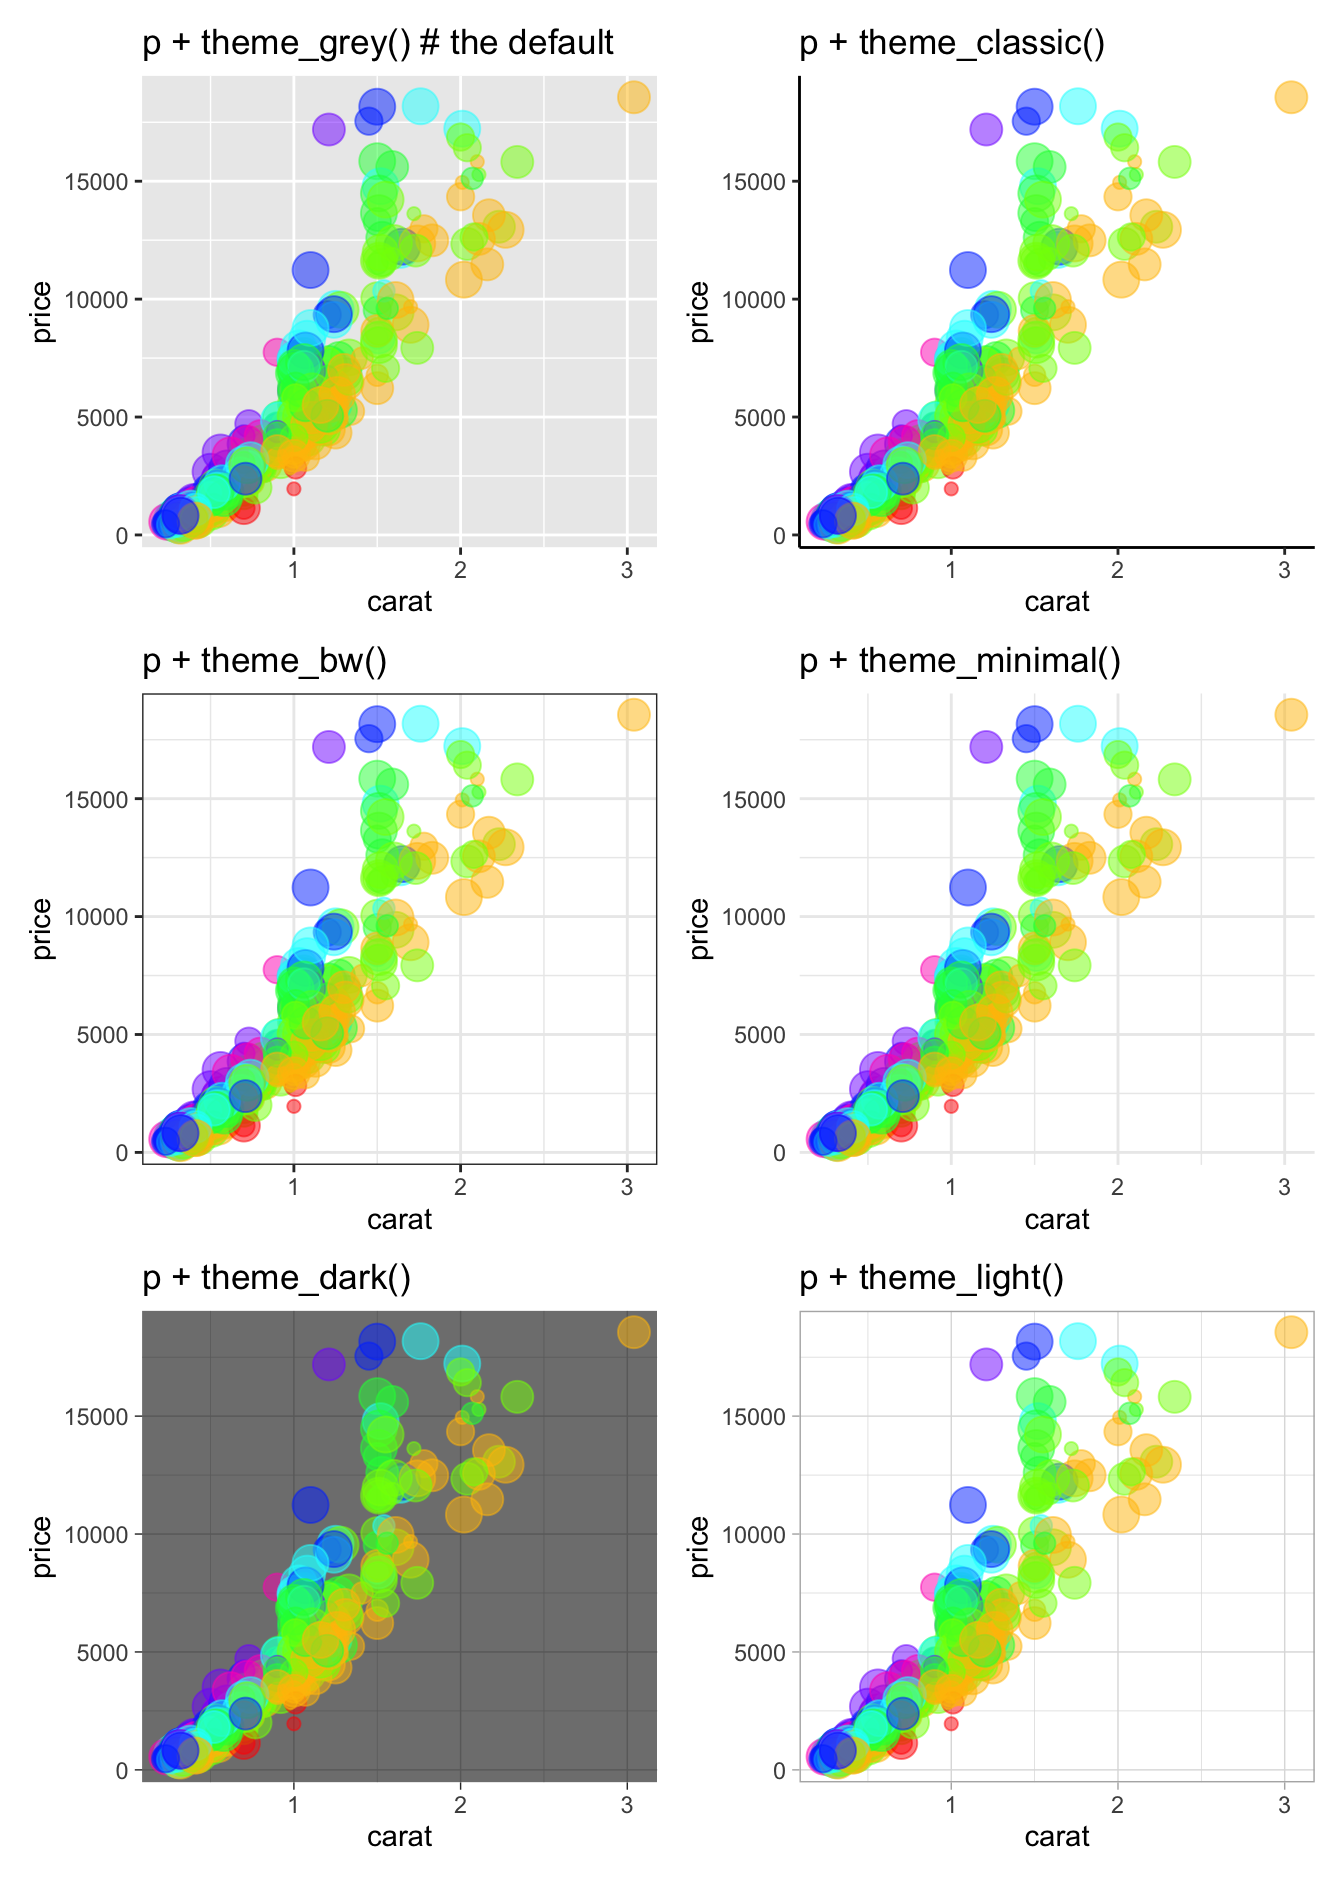 p + theme_grey() # the default
price
15000
10000
5000
0
1 2 3
carat
p + theme_classic()
price
15000
10000
5000
0
1 2 3
carat
p + theme_bw()
price
15000
10000
5000
0
1 2 3
carat
p + theme_minimal()
price
15000
10000
5000
0
1 2 3
carat
p + theme_dark()
price
15000
10000
5000
0
1 2 3
carat
p + theme_light()
price
15000
10000
5000
0
1 2 3
carat